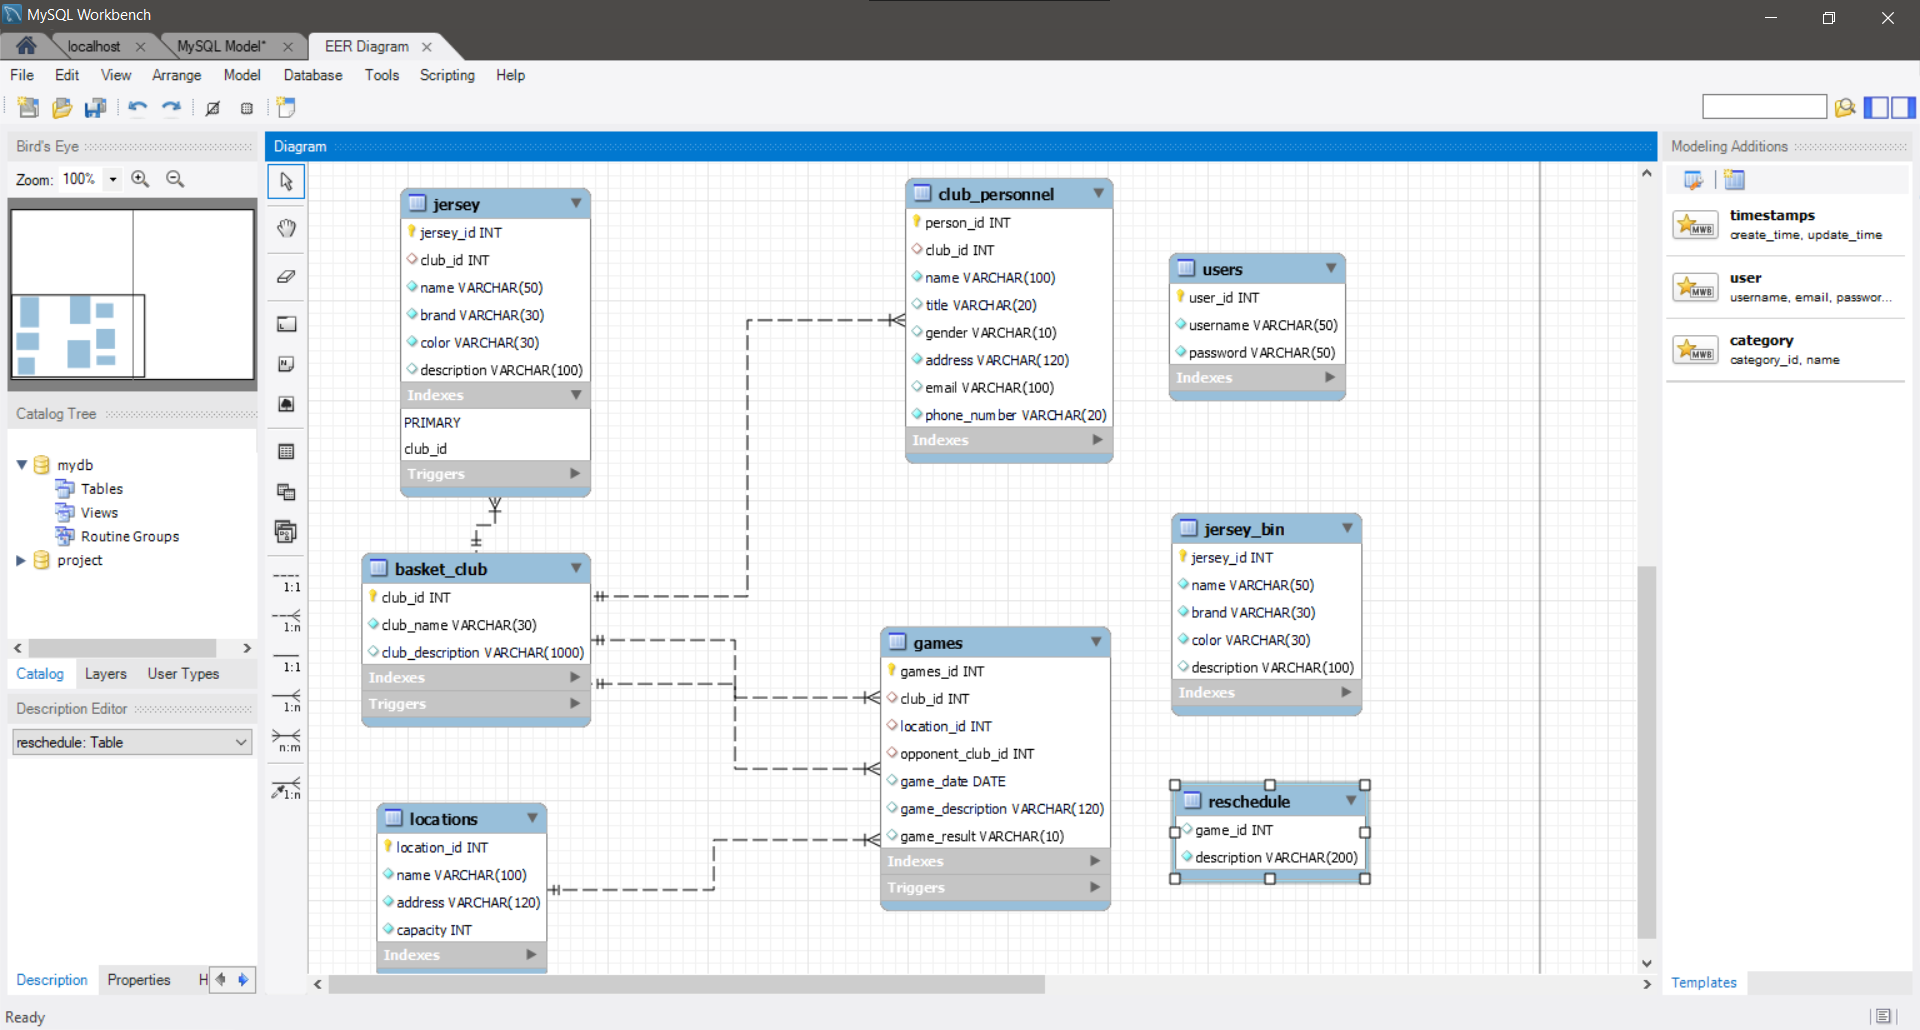 MySQL Workbench
localhost
MySQL Model*
EER Diagram
File Edit View Arrange Model Database Tools Scripting Help
Bird's Eye
Zoom: 100%
Catalog Tree
mydb
Tables
Views
Routine Groups
project
Catalog Layers User Types
Description Editor
reschedule: Table
Description Properties H
Ready
Diagram
1:1
1:n
1:1
1:n
n:m
1:n
jersey
jersey_id INT
club_id INT
name VARCHAR(50)
brand VARCHAR(30)
color VARCHAR(30)
description VARCHAR(100)
Indexes
PRIMARY
club_id
Triggers
basket_club
club_id INT
club_name VARCHAR(30)
club_description VARCHAR(1000)
Indexes
Triggers
locations
location_id INT
name VARCHAR(100)
address VARCHAR(120)
capacity INT
Indexes
club_personnel
person_id INT
club_id INT
name VARCHAR(100)
title VARCHAR(20)
gender VARCHAR(10)
address VARCHAR(120)
email VARCHAR(100)
phone_number VARCHAR(20)
Indexes
games
games_id INT
club_id INT
location_id INT
opponent_club_id INT
game_date DATE
game_description VARCHAR(120)
game_result VARCHAR(10)
Indexes
Triggers
users
user_id INT
username VARCHAR(50)
password VARCHAR(50)
Indexes
jersey_bin
jersey_id INT
name VARCHAR(50)
brand VARCHAR(30)
color VARCHAR(30)
description VARCHAR(100)
Indexes
reschedule
game_id INT
description VARCHAR(200)
Modeling Additions
MWB
timestamps
create_time, update_time
MWB
user
username, email, passwor...
MWB
category
category_id, name
Templates